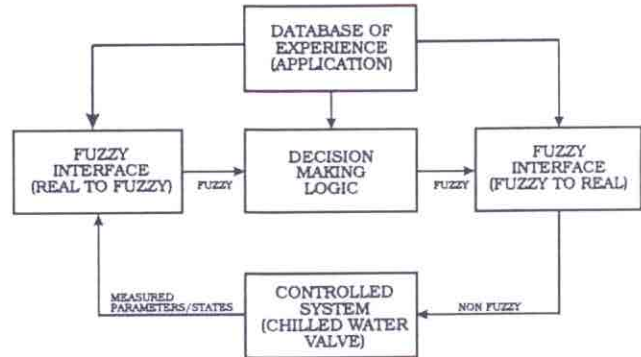 DATABASE OF
EXPERIENCE
(APPLICATION)
FUZZY
INTERFACE
(REAL TO FUZZY)
FUZZY
DECISION
MAKING
LOGIC
FUZZY
FUZZY
INTERFACE
(FUZZY TO REAL)
MEASURED
PARAMETERS/STATES
CONTROLLED
SYSTEM
(CHILLED WATER
VALVE)
NON FUZZY